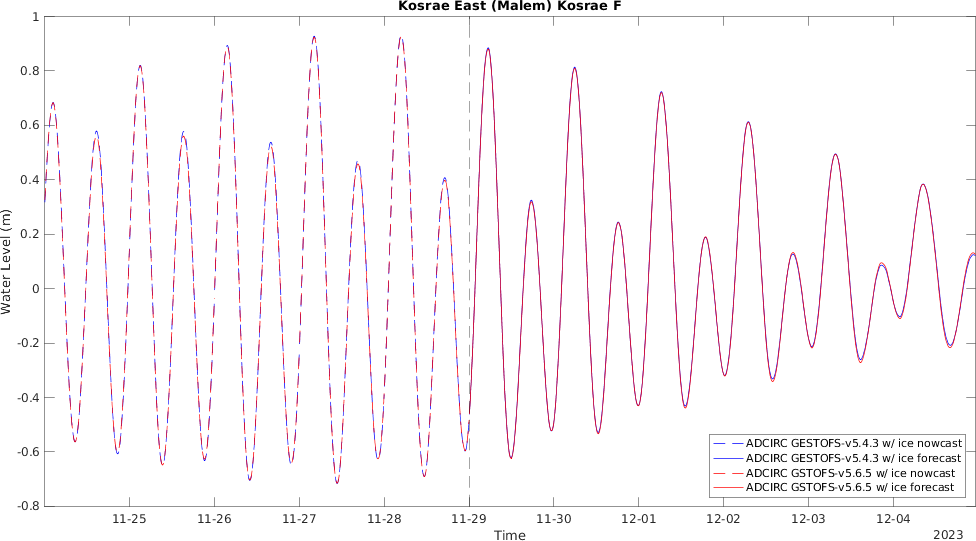 Kosrae East (Malem) Kosrae F
Water Level (m)
1
0.8
0.6
0.4
0.2
0
-0.2
-0.4
-0.6
-0.8
11-25 11-26 11-27 11-28 11-29 11-30 12-01 12-02 12-03 12-04
Time
2023
ADCIRC GESTOFS-v5.4.3 w/ ice nowcast
ADCIRC GESTOFS-v5.4.3 w/ ice forecast
ADCIRC GSTOFS-v5.6.5 w/ ice nowcast
ADCIRC GSTOFS-v5.6.5 w/ ice forecast